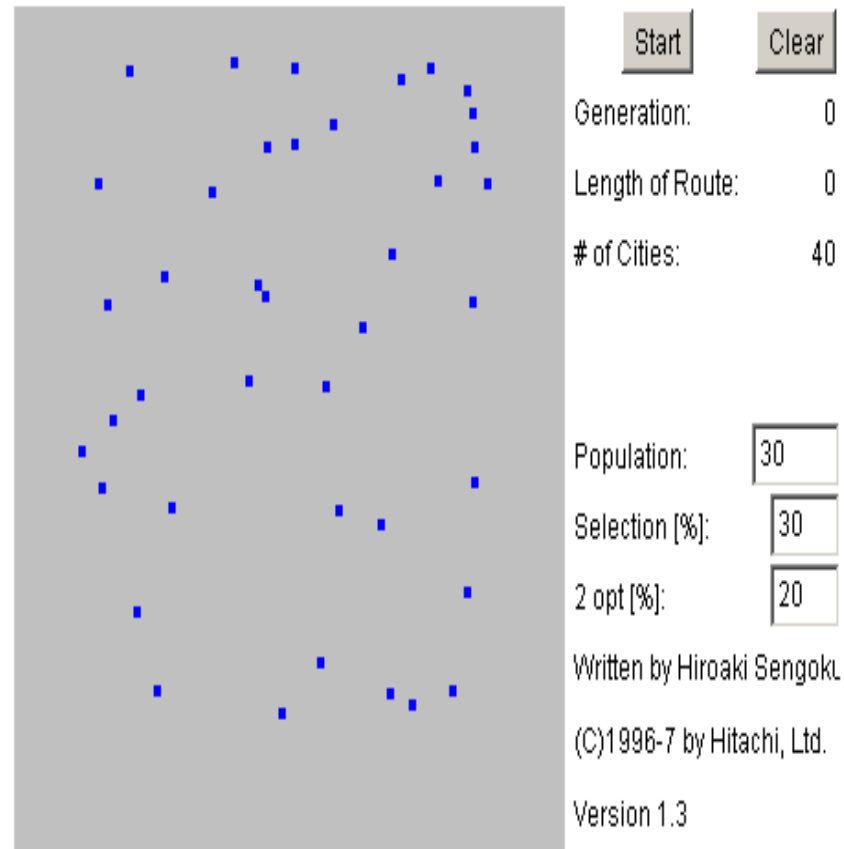 Start Clear
Generation: 0
Length of Route: 0
# of Cities: 40
Population: 30
Selection [%]: 30
2 opt [%]: 20
Written by Hiroaki Sengoku
(C)1996-7 by Hitachi, Ltd.
Version 1.3